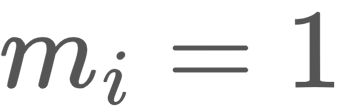 m_i = 1